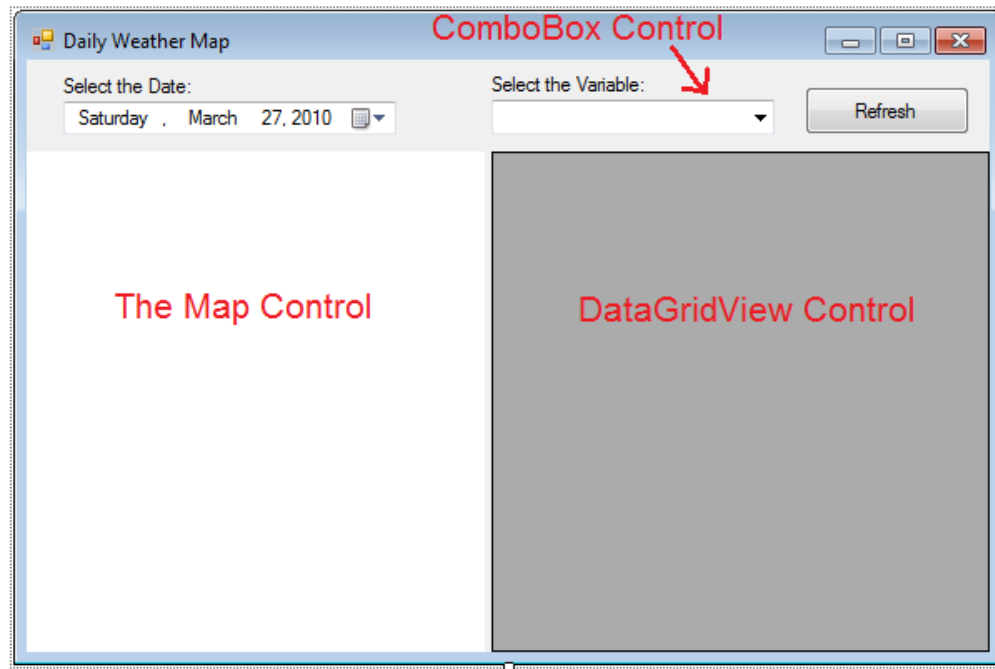 ComboBox Control
Daily Weather Map
Select the Date:
Select the Variable:
Saturday , March 27, 2010
Refresh
The Map Control
DataGridView Control